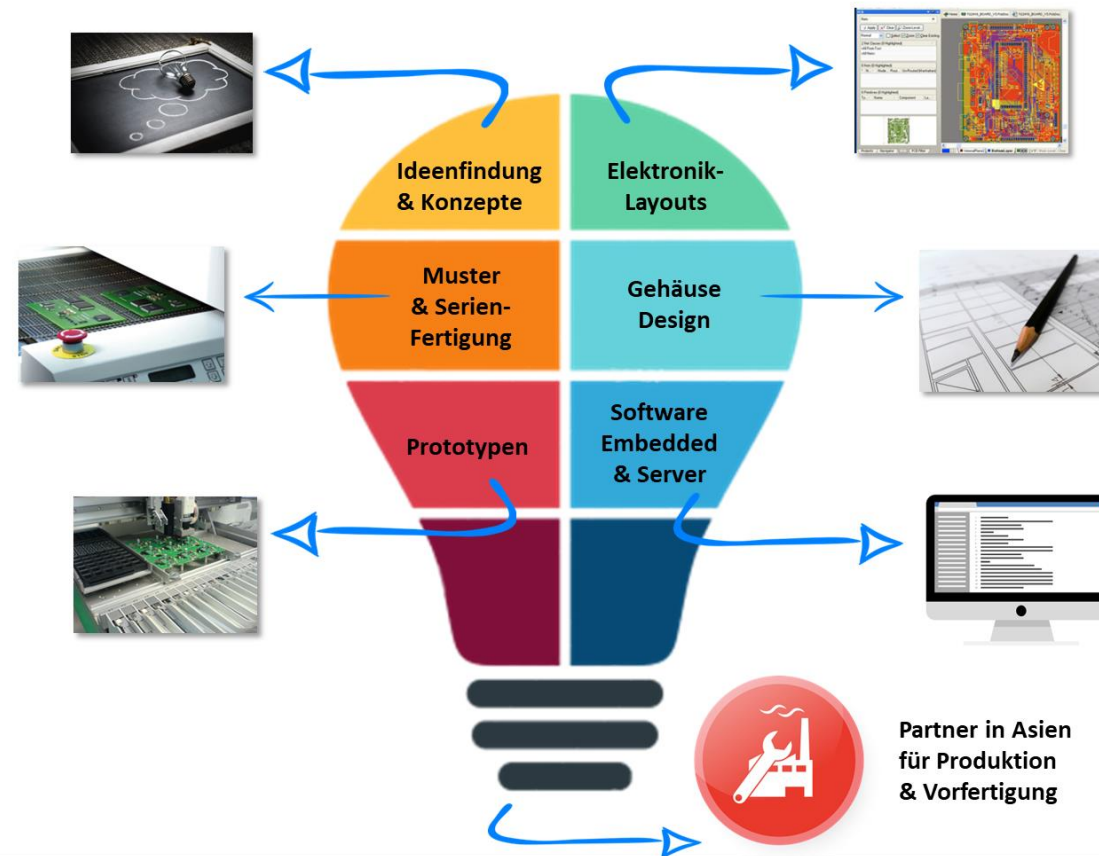 Ideenfindung
& Konzepte
Elektronik-
Layouts
Muster
& Serien-
Fertigung
Gehäuse
Design
Prototypen
Software
Embedded
& Server
Partner in Asien
für Produktion
& Vorfertigung